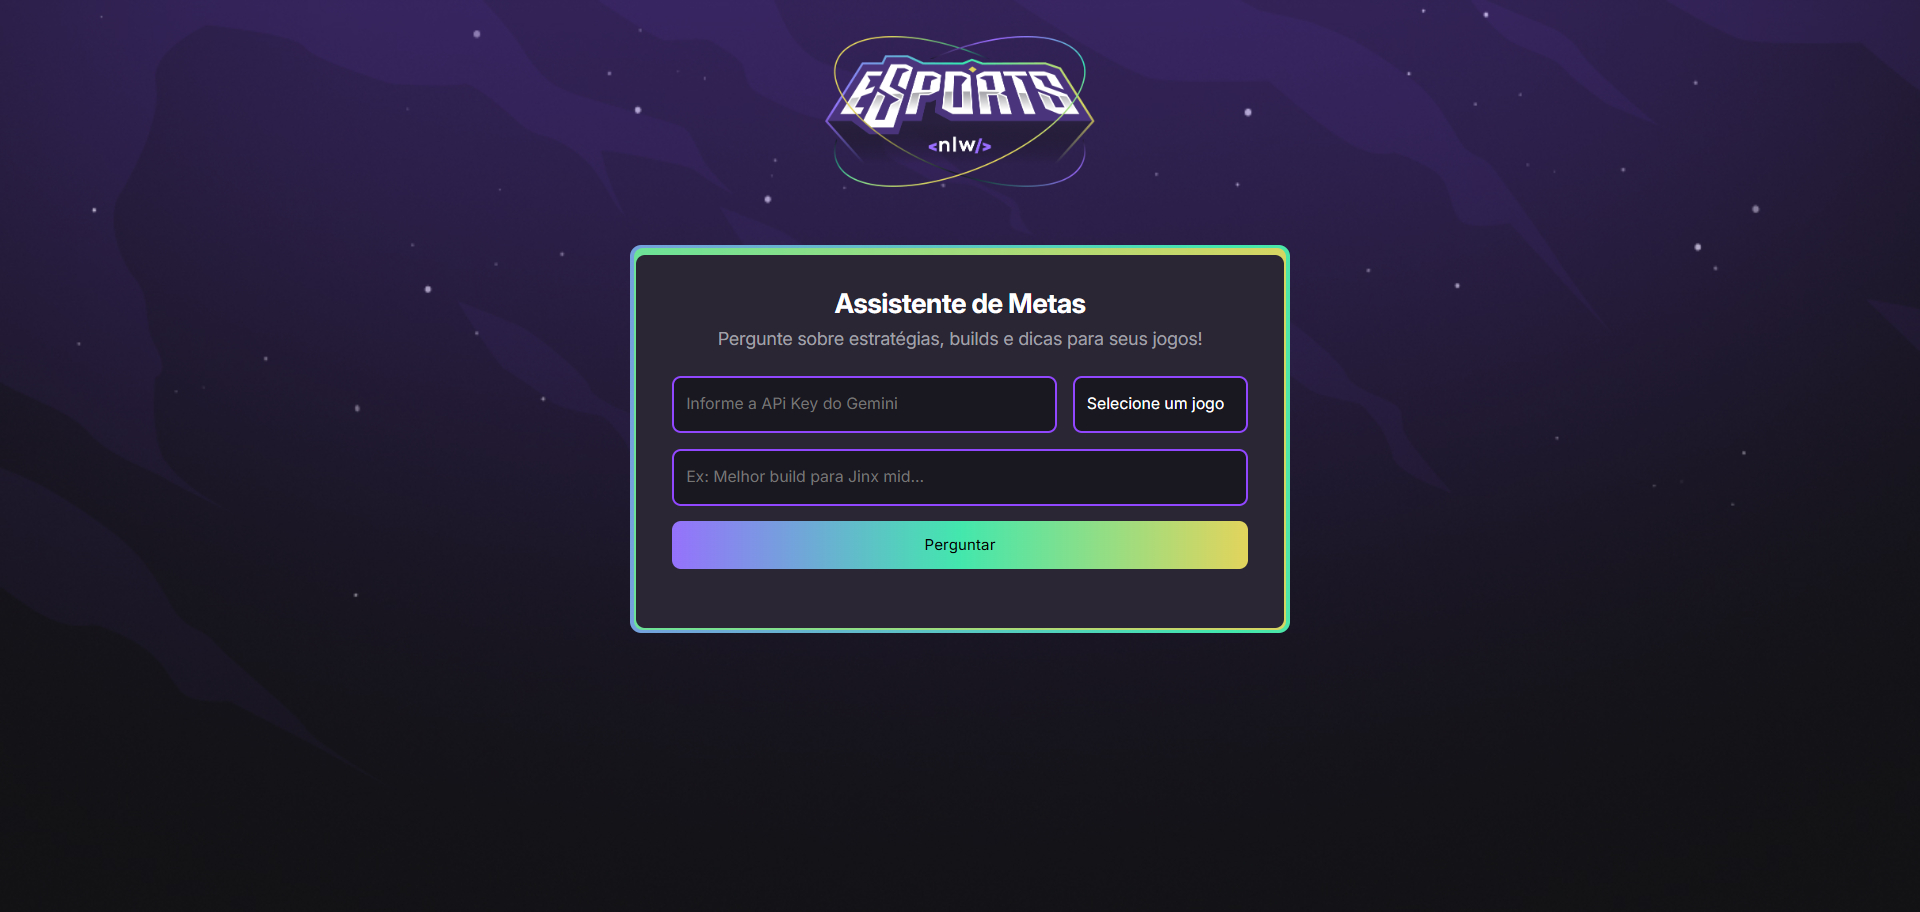 eSPORTS
<nlw/>
Assistente de Metas
Pergunte sobre estratégias, builds e dicas para seus jogos!
Informe a APi Key do Gemini
Selecione um jogo
Ex: Melhor build para Jinx mid...
Perguntar